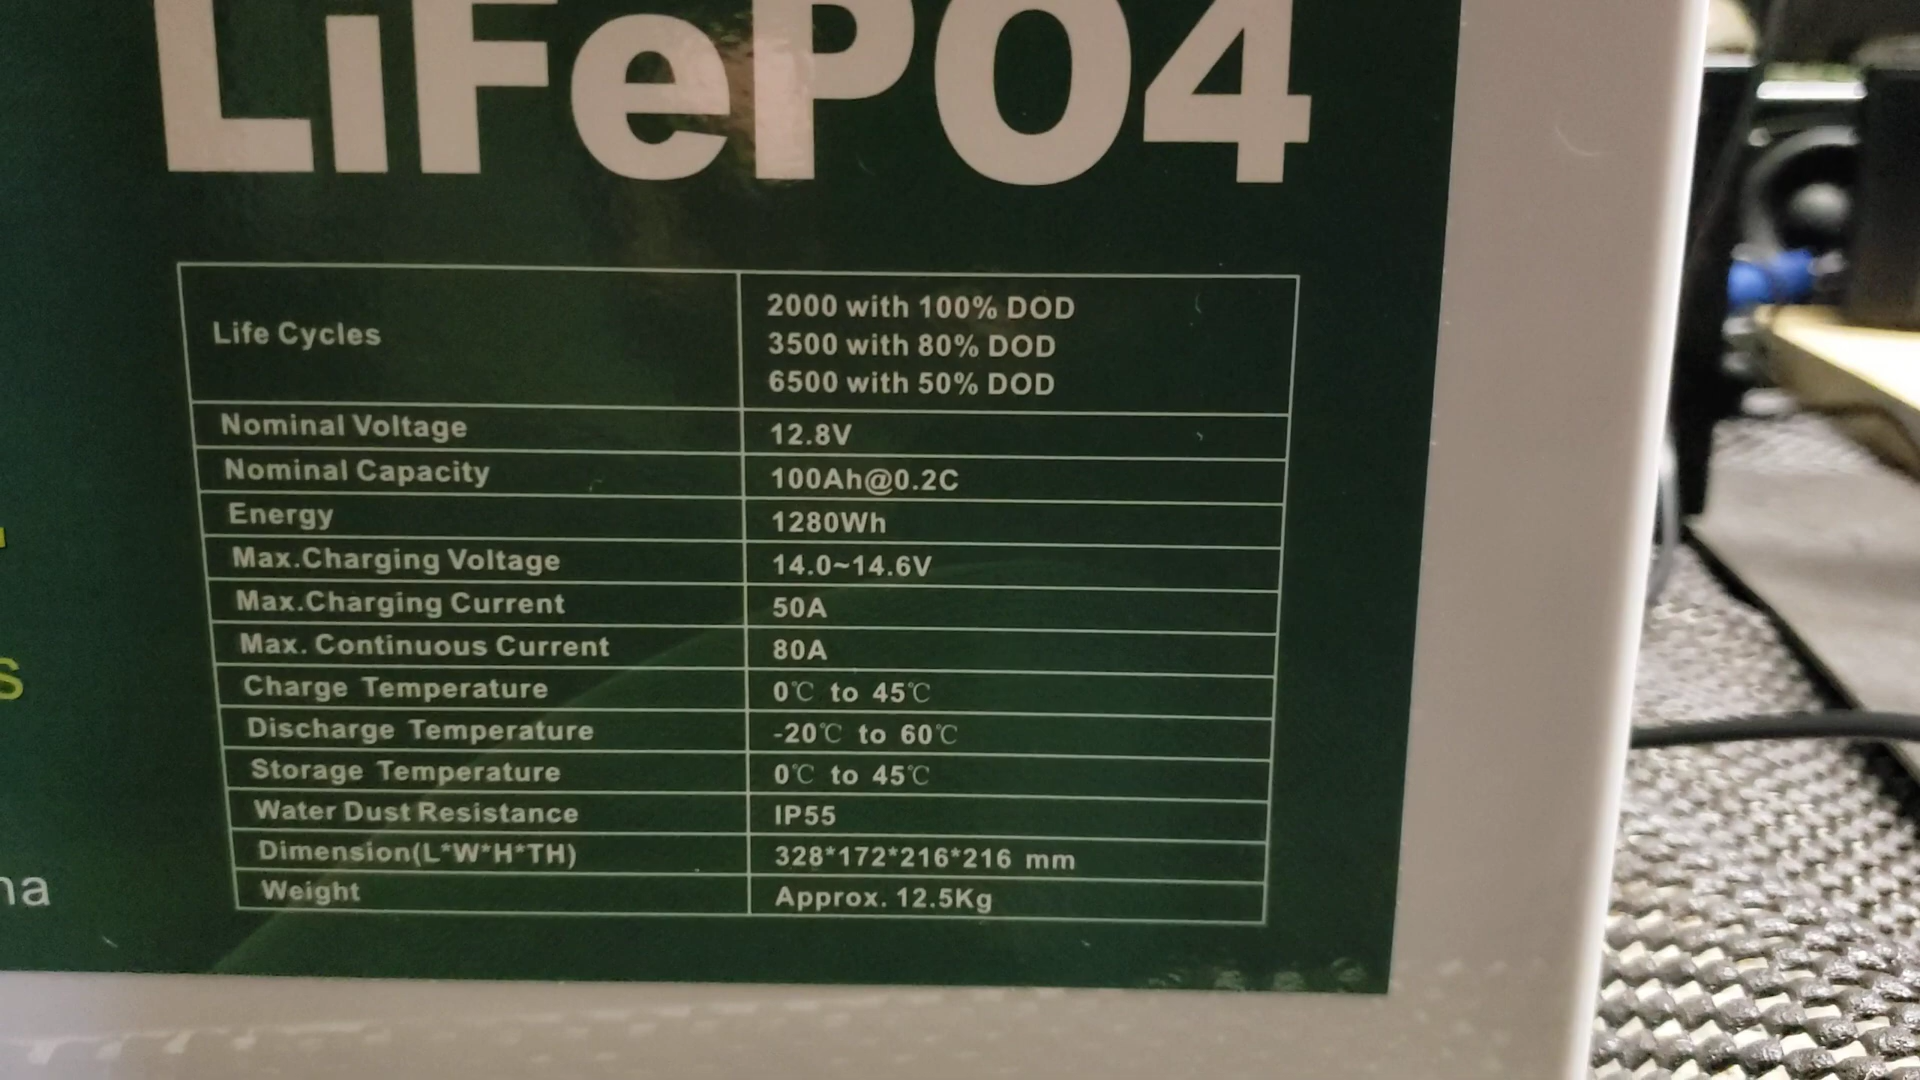 LiFePO4
Life Cycles
2000 with 100% DOD
3500 with 80% DOD
6500 with 50% DOD
Nominal Voltage 12.8V
Nominal Capacity 100Ah@0.2C
Energy 1280Wh
Max.Charging Voltage 14.0~14.6V
Max.Charging Current 50A
Max. Continuous Current 80A
Charge Temperature 0℃ to 45℃
Discharge Temperature -20℃ to 60℃
Storage Temperature 0℃ to 45℃
Water Dust Resistance IP55
Dimension(L*W*H*TH) 328*172*216*216 mm
Weight Approx. 12.5Kg